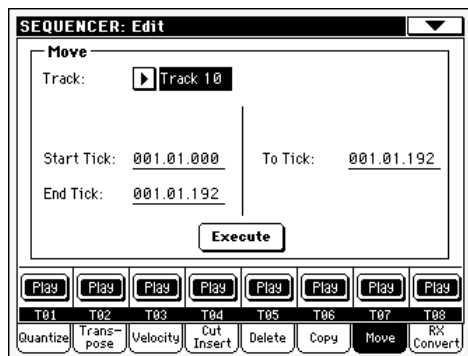 SEQUENCER: Edit
Move
Track: Track 10
Start Tick: 001.01.000 To Tick: 001.01.192
End Tick: 001.01.192
Execute
Play Play Play Play Play Play Play Play
T01 T02 T03 T04 T05 T06 T07 T08
Quantize Trans-pose Velocity Cut Insert Delete Copy Move RX Convert